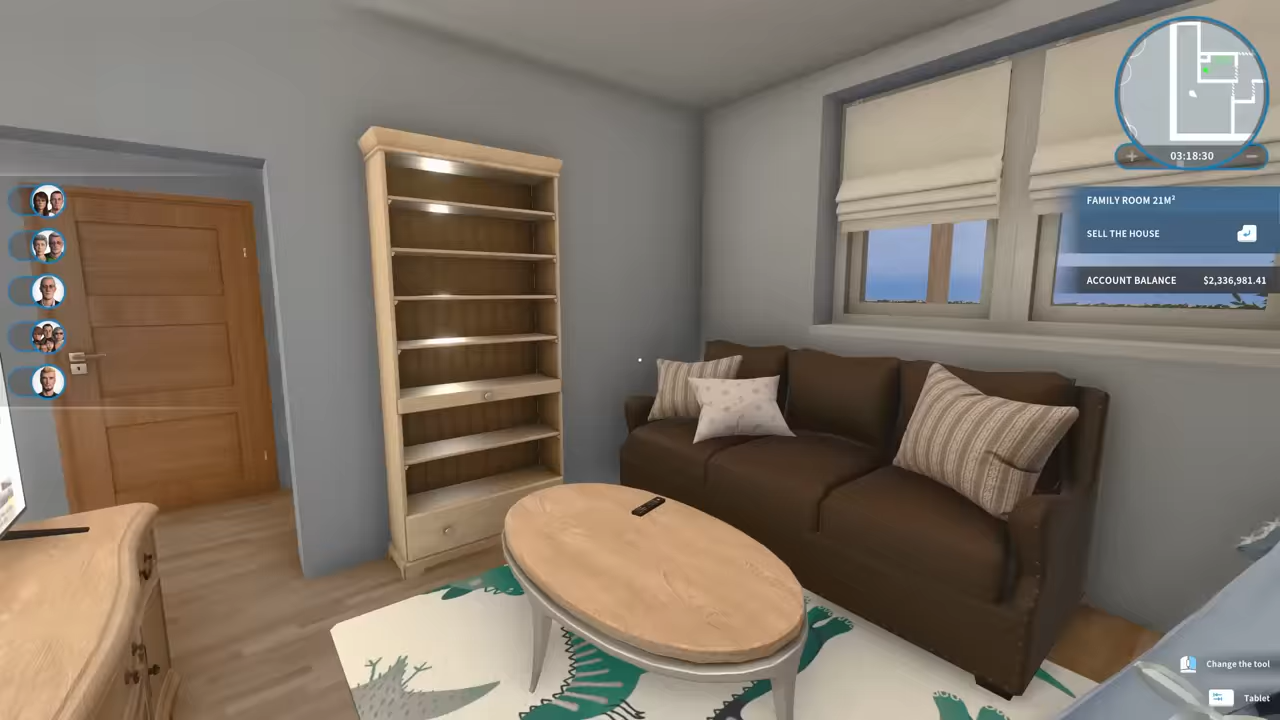 03:18:30
FAMILY ROOM 21M²
SELL THE HOUSE
ACCOUNT BALANCE $2,336,981.41
Change the tool
Tablet